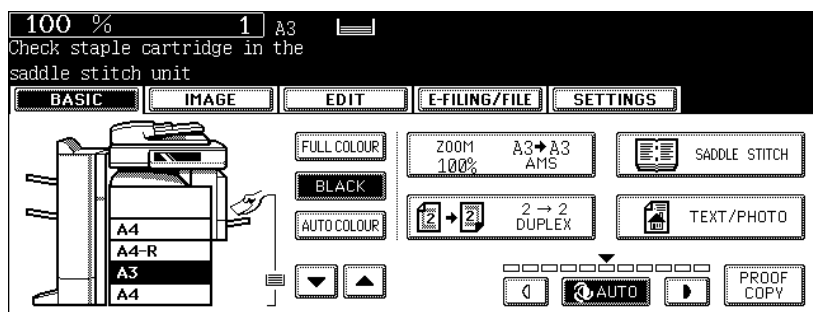 100 % 1 A3
Check staple cartridge in the
saddle stitch unit
BASIC IMAGE EDIT E-FILING/FILE SETTINGS
A4
A4-R
A3
A4
FULL COLOUR
BLACK
AUTO COLOUR
ZOOM
100%
A3➔A3
AMS
SADDLE STITCH
2 ➔ 2
2 → 2
DUPLEX
TEXT/PHOTO
AUTO
PROOF
COPY